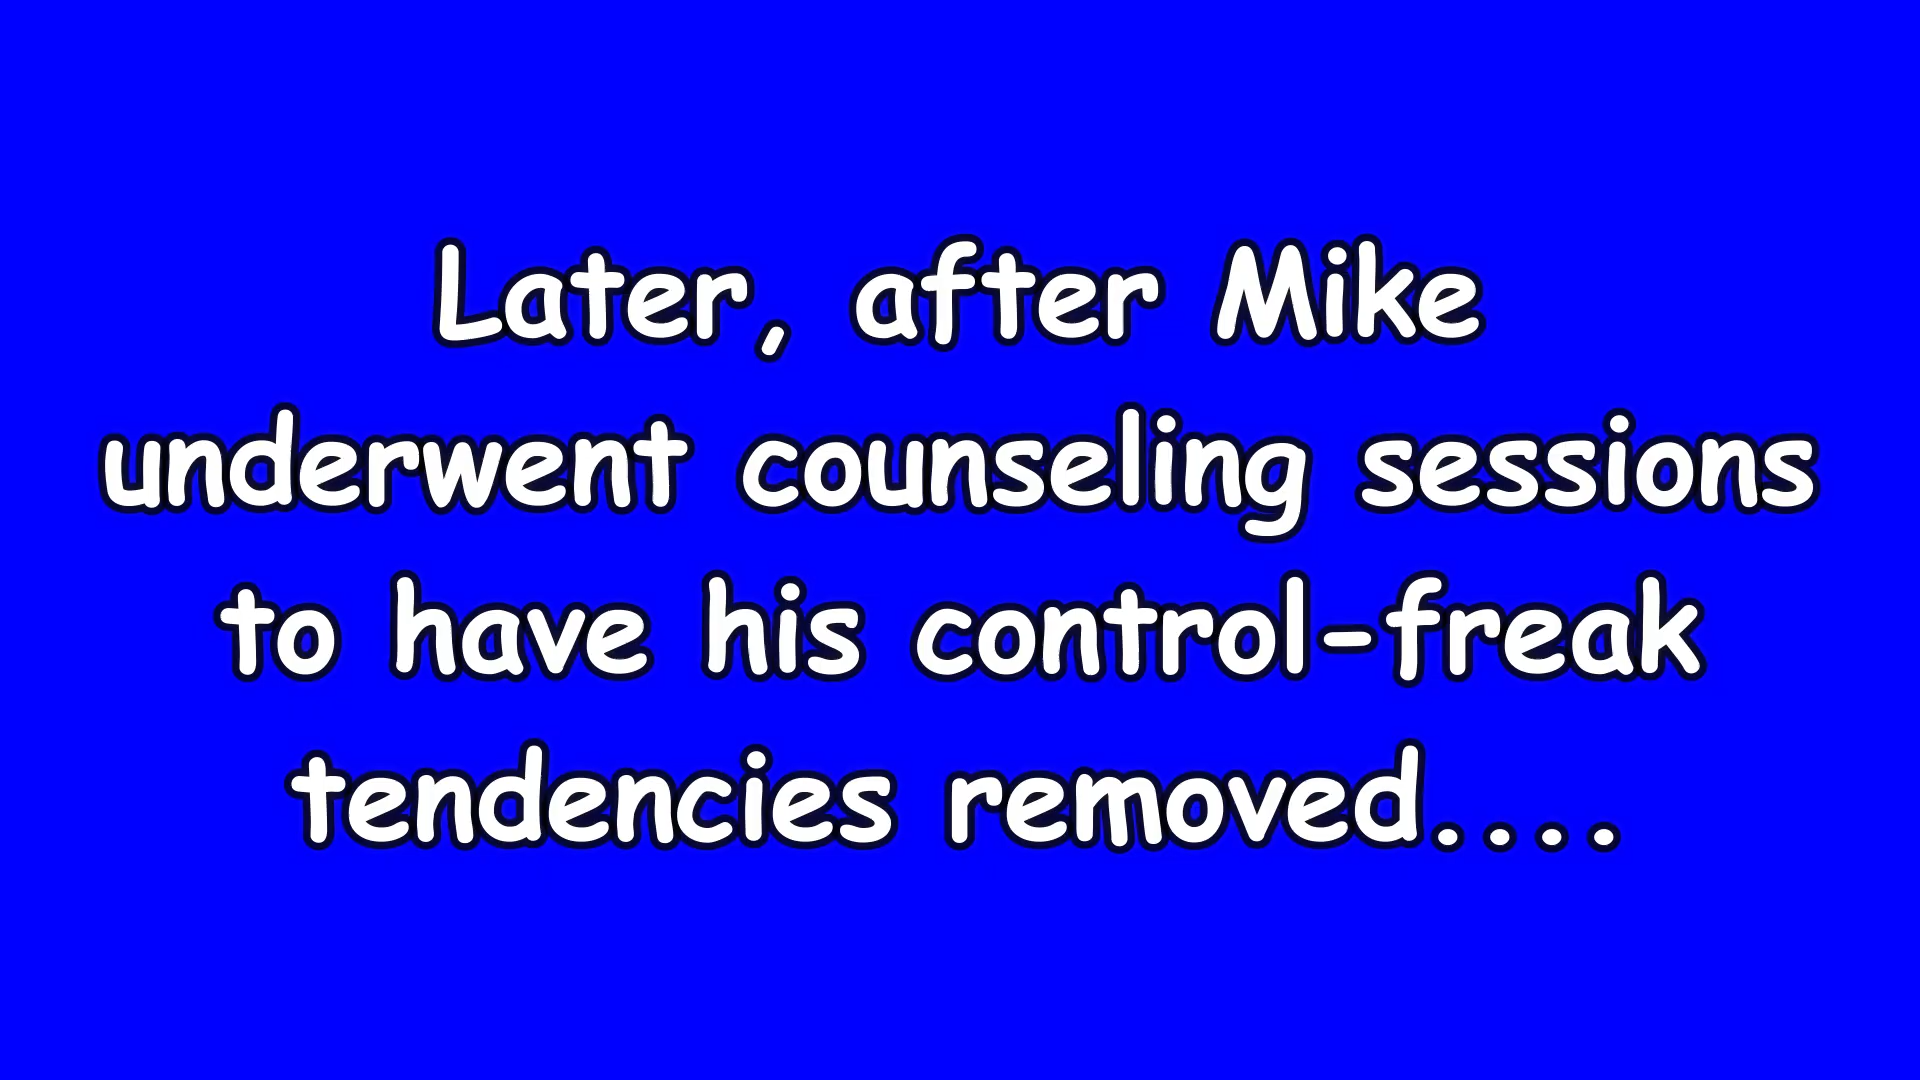 Later, after Mike
underwent counseling sessions
to have his control-freak
tendencies removed....